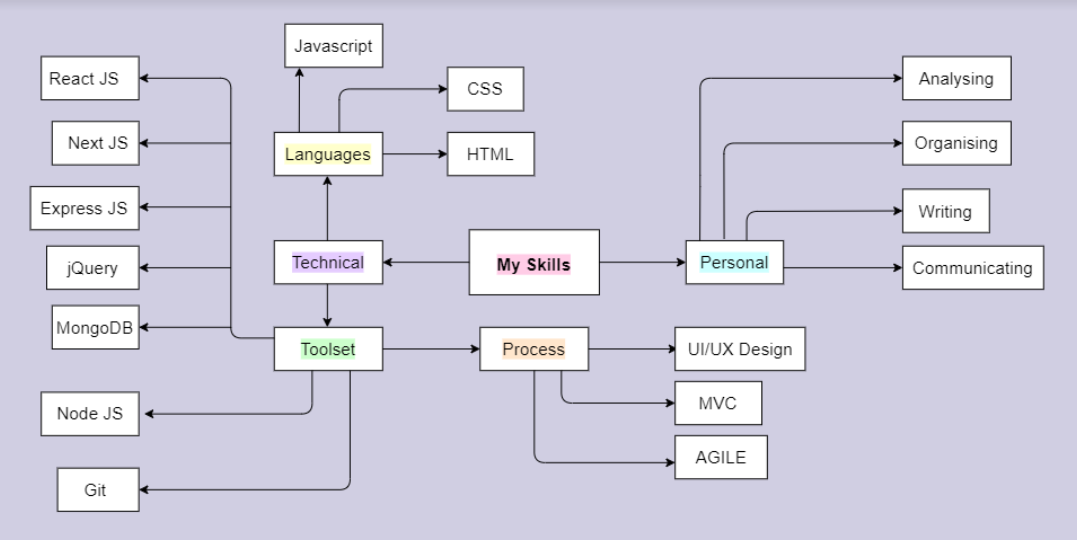 Javascript
React JS
CSS
Analysing
Next JS
Languages
HTML
Organising
Express JS
Writing
jQuery
Technical
My Skills
Personal
Communicating
MongoDB
Toolset
Process
UI/UX Design
Node JS
MVC
AGILE
Git